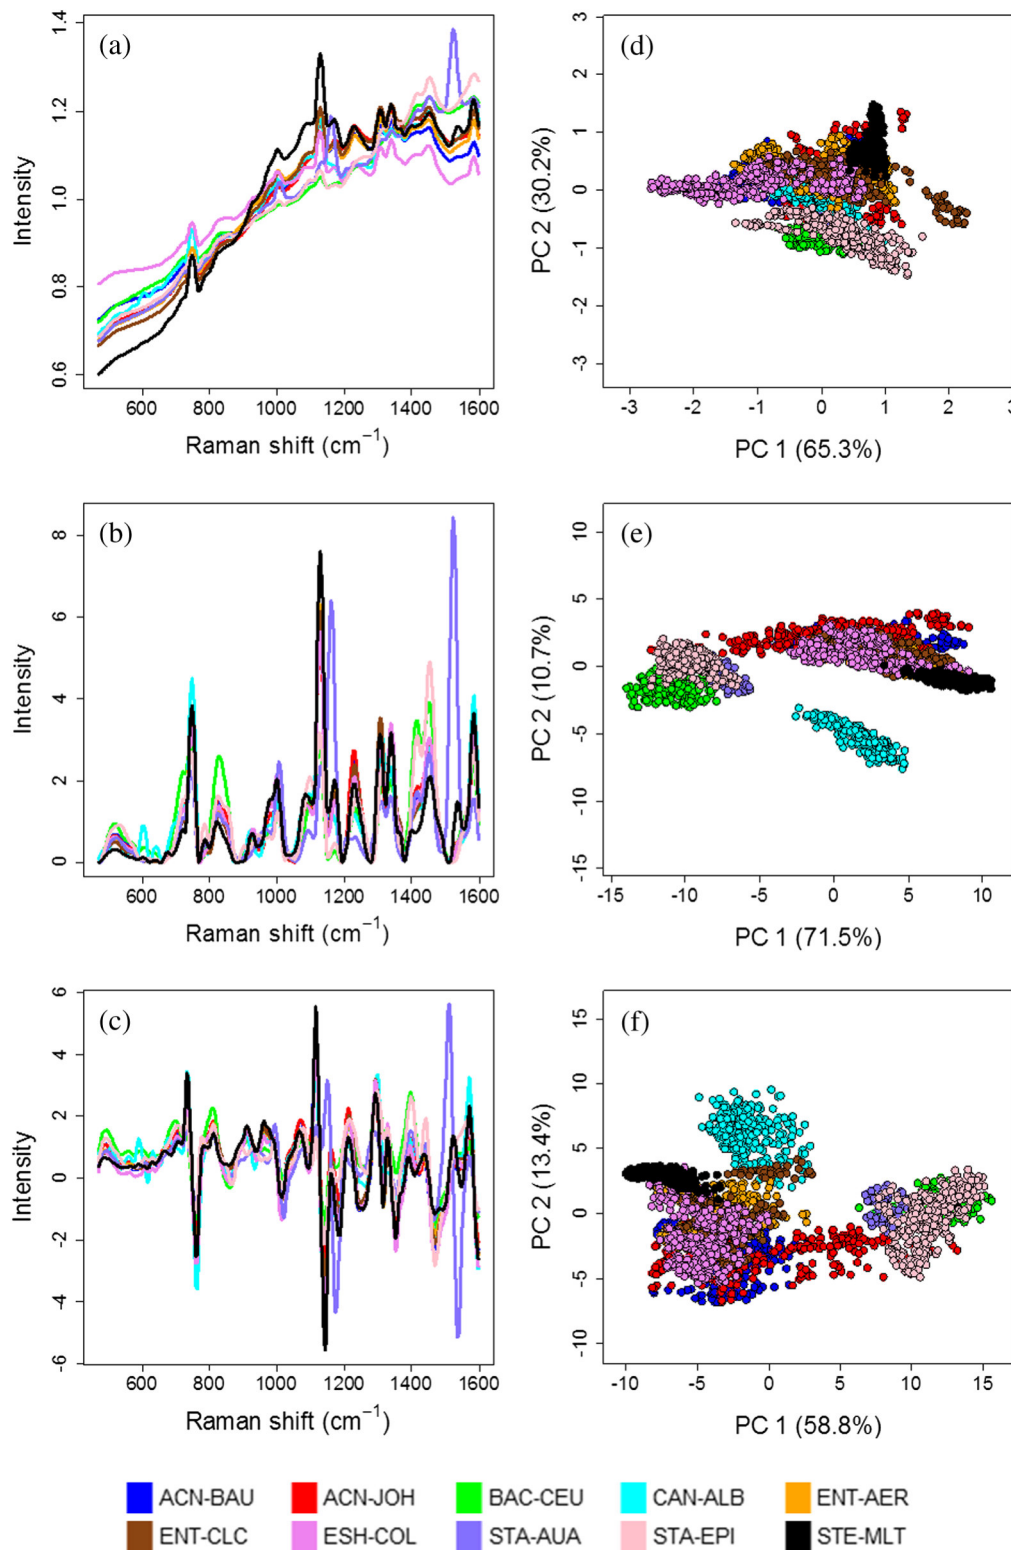 (a)
Intensity
0.6 0.8 1.0 1.2 1.4
600 800 1000 1200 1400 1600
Raman shift (cm⁻¹)
(d)
PC 2 (30.2%)
-3 -2 -1 0 1 2 3
-3 -2 -1 0 1 2 3
PC 1 (65.3%)
(b)
Intensity
0 2 4 6 8
600 800 1000 1200 1400 1600
Raman shift (cm⁻¹)
(e)
PC 2 (10.7%)
-15 -10 -5 0 5 10
-15 -10 -5 0 5 10
PC 1 (71.5%)
(c)
Intensity
-6 -4 -2 0 2 4 6
600 800 1000 1200 1400 1600
Raman shift (cm⁻¹)
(f)
PC 2 (13.4%)
-10 -5 0 5 10 15
-10 -5 0 5 10 15
PC 1 (58.8%)
ACN-BAU ACN-JOH BAC-CEU CAN-ALB ENT-AER
ENT-CLC ESH-COL STA-AUA STA-EPI STE-MLT